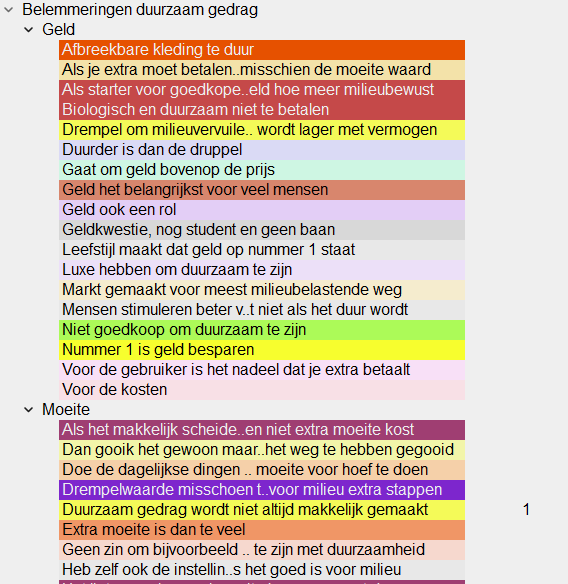 Belemmeringen duurzaam gedrag
Geld
Afbreekbare kleding te duur
Als je extra moet betalen..misschien de moeite waard
Als starter voor goedkope..eld hoe meer milieubewust
Biologisch en duurzaam niet te betalen
Drempel om milieuvervuile.. wordt lager met vermogen
Duurder is dan de druppel
Gaat om geld bovenop de prijs
Geld het belangrijkst voor veel mensen
Geld ook een rol
Geldkwestie, nog student en geen baan
Leefstijl maakt dat geld op nummer 1 staat
Luxe hebben om duurzaam te zijn
Markt gemaakt voor meest milieubelastende weg
Mensen stimuleren beter v..t niet als het duur wordt
Niet goedkoop om duurzaam te zijn
Nummer 1 is geld besparen
Voor de gebruiker is het nadeel dat je extra betaalt
Voor de kosten
Moeite
Als het makkelijk scheide..en niet extra moeite kost
Dan gooik het gewoon maar..het weg te hebben gegooid
Doe de dagelijkse dingen .. moeite voor hoef te doen
Drempelwaarde misschoen t..voor milieu extra stappen
Duurzaam gedrag wordt niet altijd makkelijk gemaakt 1
Extra moeite is dan te veel
Geen zin om bijvoorbeeld .. te zijn met duurzaamheid
Heb zelf ook de instellin..s het goed is voor milieu